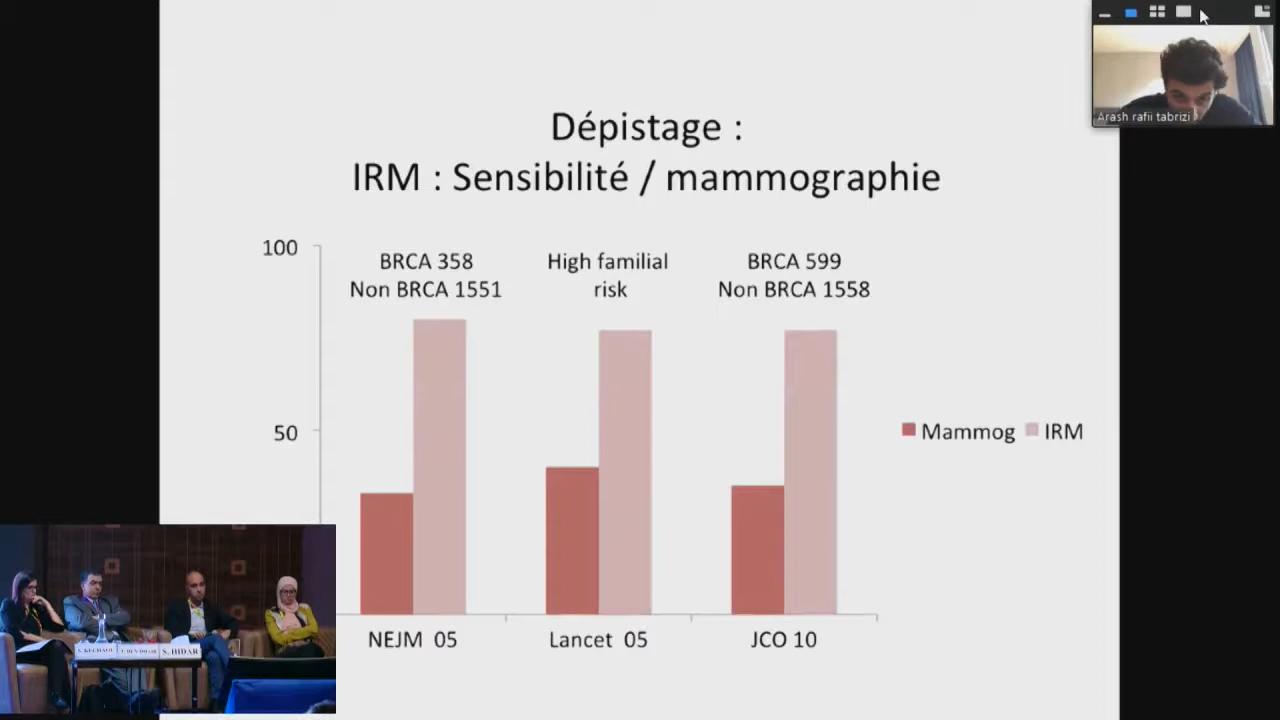 Arash rafii tabrizi
Dépistage :
IRM : Sensibilité / mammographie
100
50
BRCA 358
Non BRCA 1551
High familial
risk
BRCA 599
Non BRCA 1558
Mammog
IRM
NEJM 05
Lancet 05
JCO 10
S. HIDAR